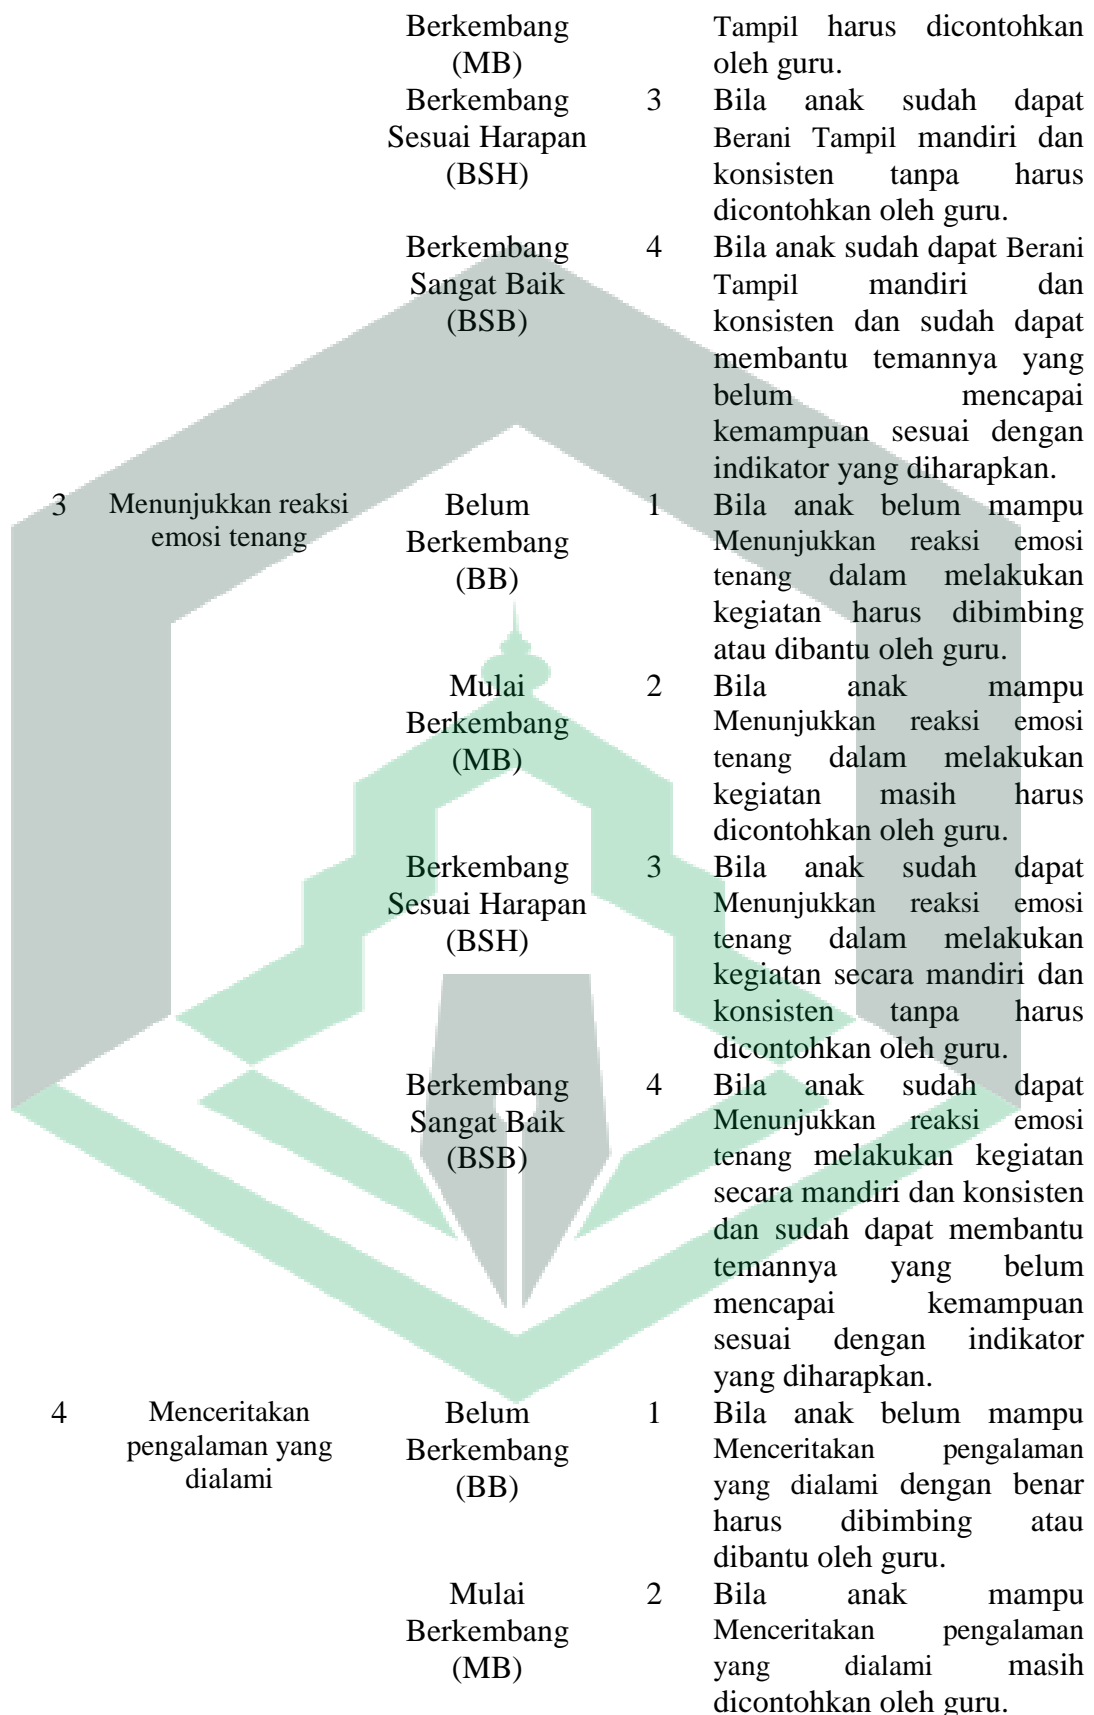 Berkembang Tampil harus dicontohkan
(MB) oleh guru.
Berkembang 3 Bila anak sudah dapat
Sesuai Harapan Berani Tampil mandiri dan
(BSH) konsisten tanpa harus
dicontohkan oleh guru.
Berkembang 4 Bila anak sudah dapat Berani
Sangat Baik Tampil mandiri dan
(BSB) konsisten dan sudah dapat
membantu temannya yang
belum mencapai
kemampuan sesuai dengan
indikator yang diharapkan.
3 Menunjukkan reaksi Belum 1 Bila anak belum mampu
emosi tenang Berkembang Menunjukkan reaksi emosi
(BB) tenang dalam melakukan
kegiatan harus dibimbing
atau dibantu oleh guru.
Mulai 2 Bila anak mampu
Berkembang Menunjukkan reaksi emosi
(MB) tenang dalam melakukan
kegiatan masih harus
dicontohkan oleh guru.
Berkembang 3 Bila anak sudah dapat
Sesuai Harapan Menunjukkan reaksi emosi
(BSH) tenang dalam melakukan
kegiatan secara mandiri dan
konsisten tanpa harus
dicontohkan oleh guru.
Berkembang 4 Bila anak sudah dapat
Sangat Baik Menunjukkan reaksi emosi
(BSB) tenang melakukan kegiatan
secara mandiri dan konsisten
dan sudah dapat membantu
temannya yang belum
mencapai kemampuan
sesuai dengan indikator
yang diharapkan.
4 Menceritakan Belum 1 Bila anak belum mampu
pengalaman yang Berkembang Menceritakan pengalaman
dialami (BB) yang dialami dengan benar
harus dibimbing atau
dibantu oleh guru.
Mulai 2 Bila anak mampu
Berkembang Menceritakan pengalaman
(MB) yang dialami masih
dicontohkan oleh guru.